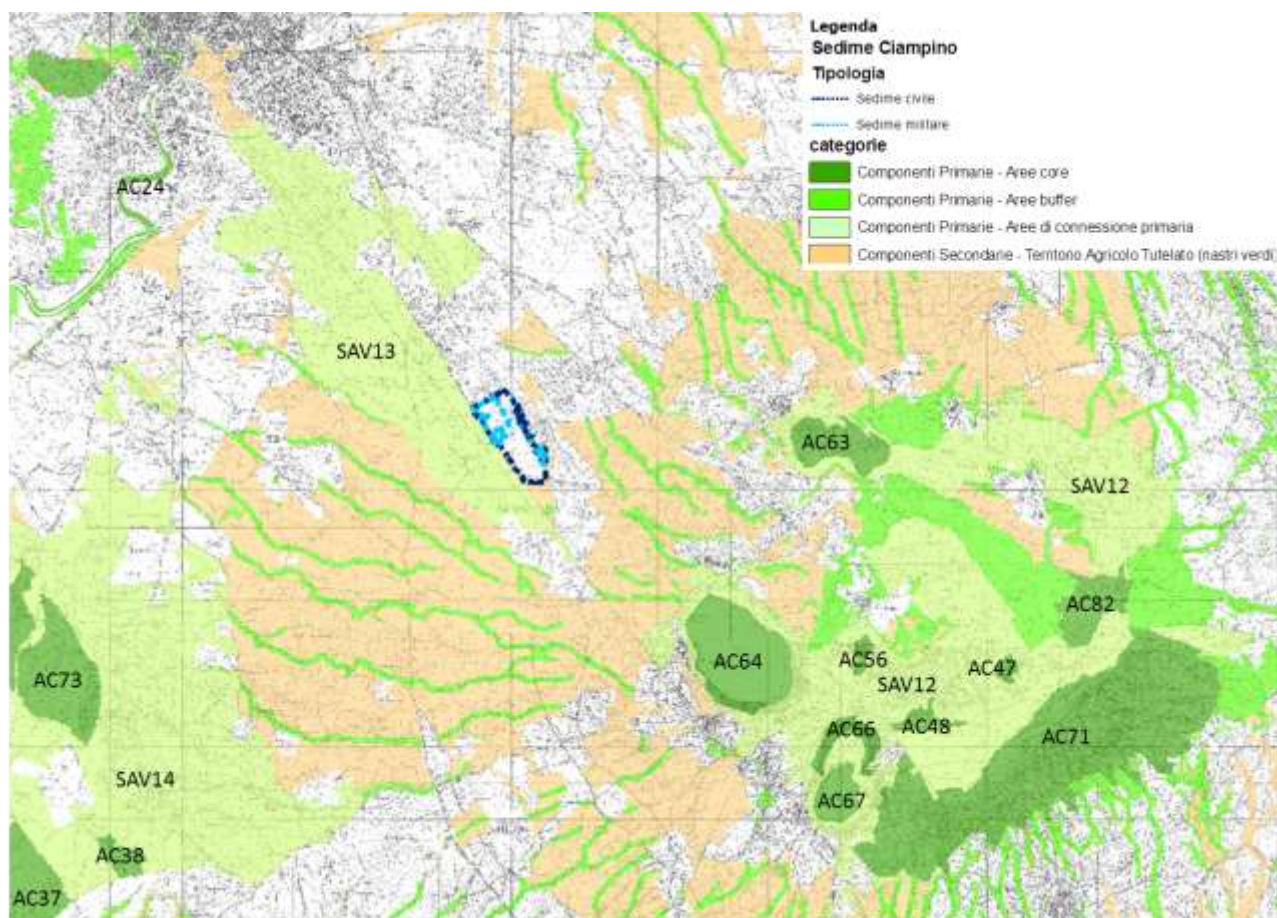 Legenda
Sedime Ciampino
Tipologia
Sedime civile
Sedime militare
categorie
Componenti Primarie - Aree core
Componenti Primarie - Aree buffer
Componenti Primarie - Aree di connessione primaria
Componenti Secondarie - Territorio Agricolo Tutelato (nastri verdi)
AC24
SAV13
AC63
SAV12
AC82
AC64
AC56
AC47
SAV12
AC73
AC66
AC48
AC71
SAV14
AC67
AC38
AC37